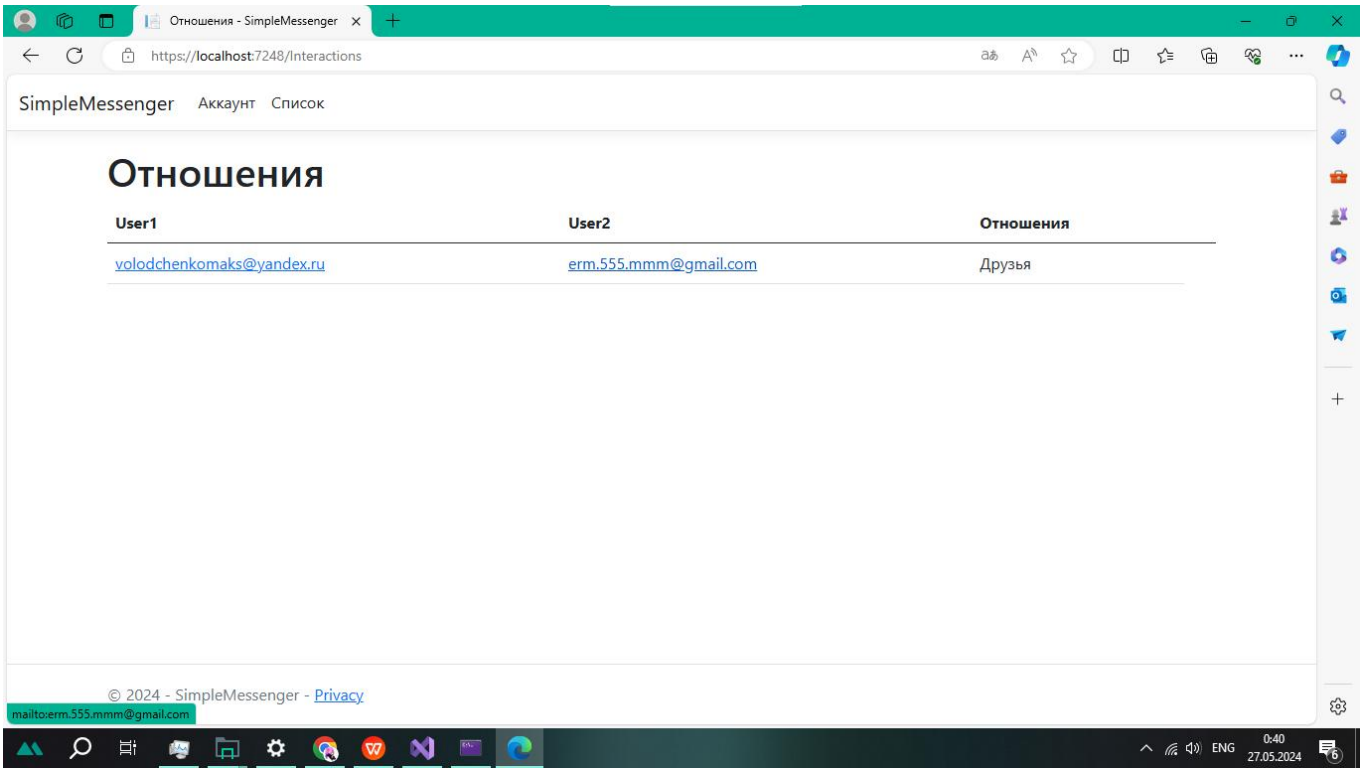 Отношения - SimpleMessenger
https://localhost:7248/Interactions
SimpleMessenger Аккаунт Список
Отношения
User1 User2 Отношения
volodchenkomaks@yandex.ru erm.555.mmm@gmail.com Друзья
© 2024 - SimpleMessenger - Privacy
mailto:erm.555.mmm@gmail.com
ENG
0:40
27.05.2024
6